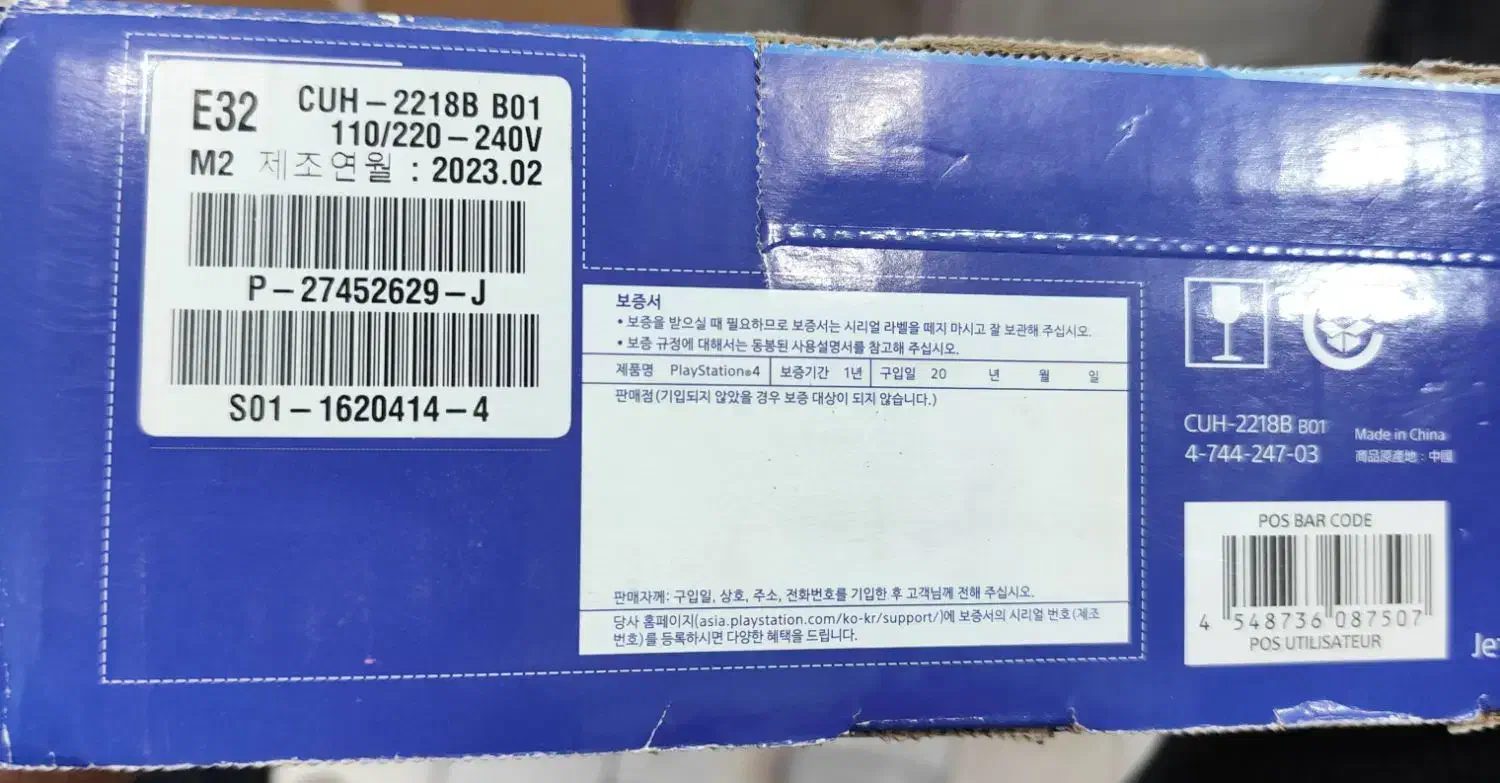 E32 CUH-2218B B01
110/220-240V
M2 제조연월 : 2023.02
P-27452629-J
S01-1620414-4
보증서
• 보증을 받으실 때 필요하므로 보증서는 시리얼 라벨을 떼지 마시고 잘 보관해 주십시오.
• 보증 규정에 대해서는 동봉된 사용설명서를 참고해 주십시오.
제품명 PlayStation®4 보증기간 1년 구입일 20 년 월 일
판매점(기입되지 않았을 경우 보증 대상이 되지 않습니다.)
판매자께: 구입일, 상호, 주소, 전화번호를 기입한 후 고객님께 전해 주십시오.
당사 홈페이지(asia.playstation.com/ko-kr/support/)에 보증서의 시리얼 번호(제조
번호)를 등록하시면 다양한 혜택을 드립니다.
CUH-2218B B01
4-744-247-03
Made in China
商品原產地：中國
POS BAR CODE
4 548736 087507
POS UTILISATEUR